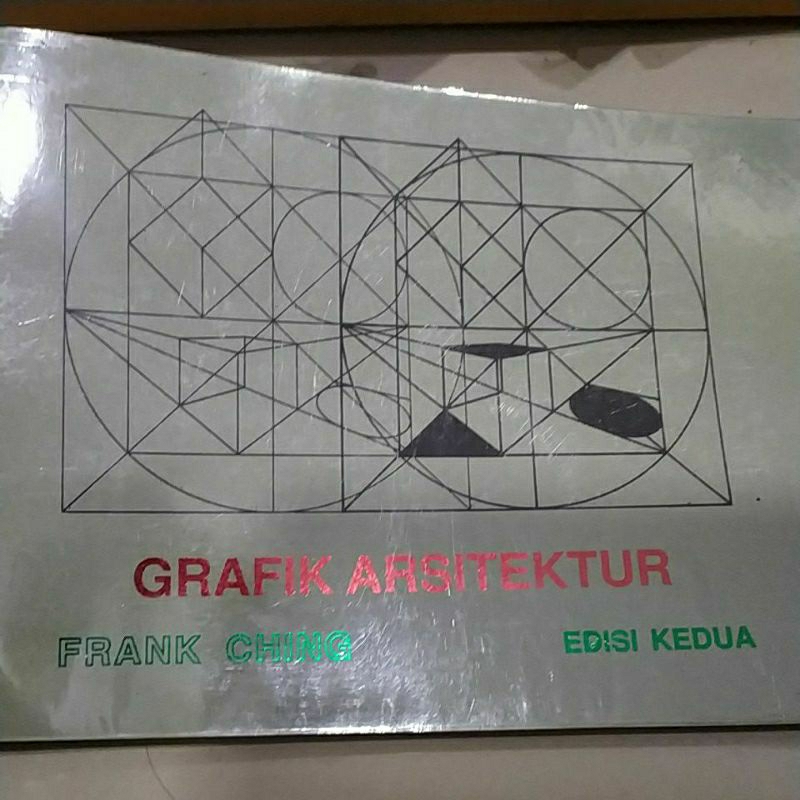 GRAFIK ARSITEKTUR
FRANK CHING
EDISI KEDUA